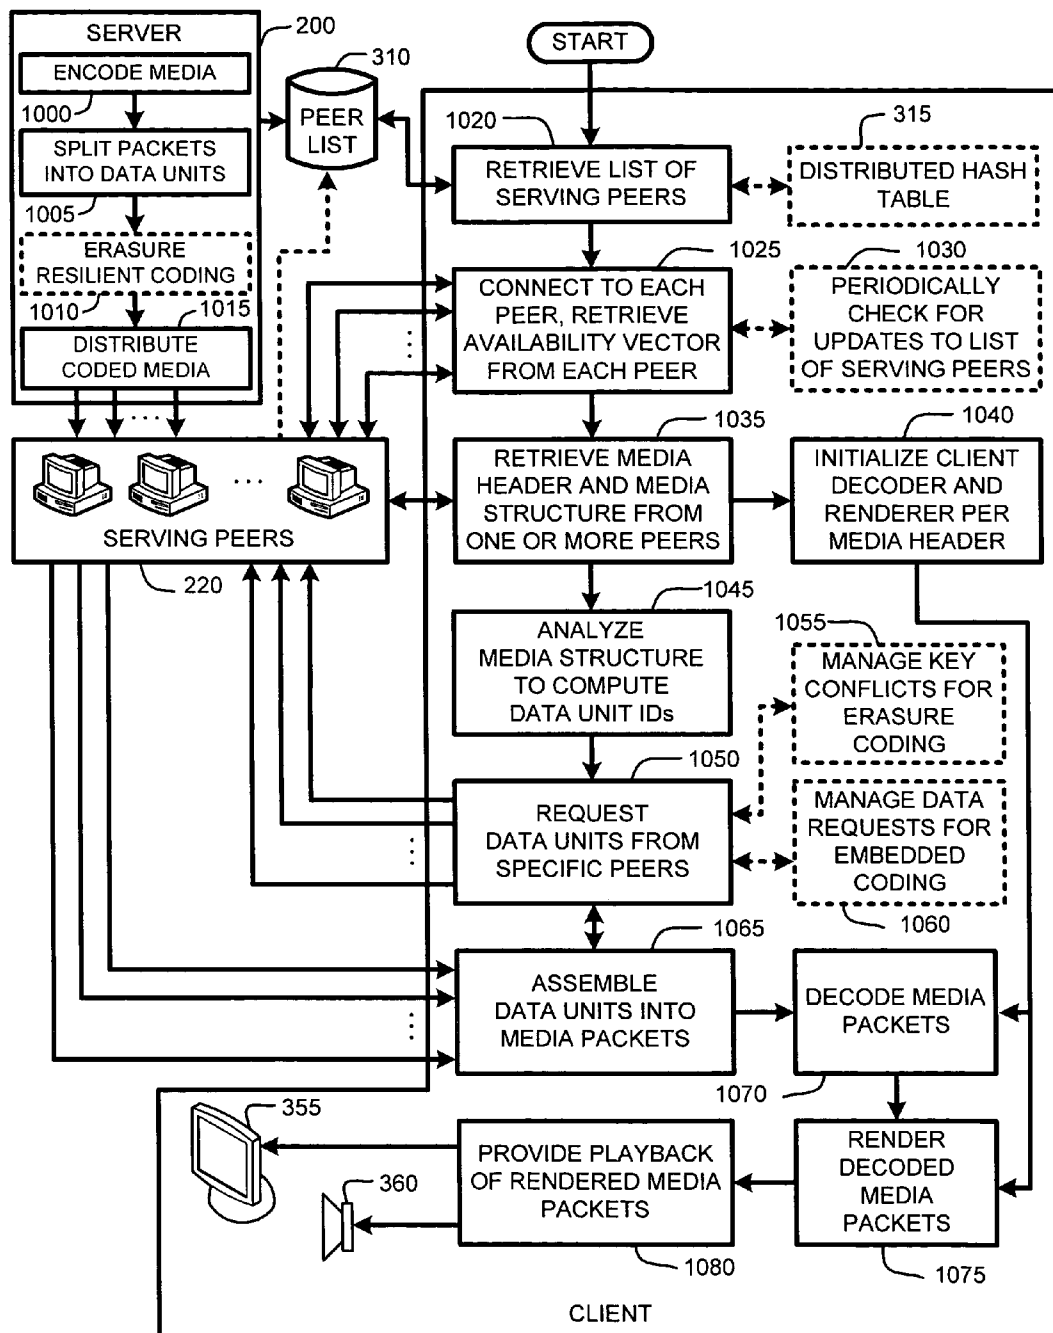 SERVER
200
ENCODE MEDIA
1000
SPLIT PACKETS
INTO DATA UNITS
1005
ERASURE
RESILIENT CODING
1010
1015
DISTRIBUTE
CODED MEDIA
310
PEER
LIST
START
1020
RETRIEVE LIST OF
SERVING PEERS
315
DISTRIBUTED HASH
TABLE
1025
CONNECT TO EACH
PEER, RETRIEVE
AVAILABILITY VECTOR
FROM EACH PEER
1030
PERIODICALLY
CHECK FOR
UPDATES TO LIST
OF SERVING PEERS
SERVING PEERS
220
1035
RETRIEVE MEDIA
HEADER AND MEDIA
STRUCTURE FROM
ONE OR MORE PEERS
1040
INITIALIZE CLIENT
DECODER AND
RENDERER PER
MEDIA HEADER
1045
ANALYZE
MEDIA STRUCTURE
TO COMPUTE
DATA UNIT IDs
1055
MANAGE KEY
CONFLICTS FOR
ERASURE
CODING
1050
REQUEST
DATA UNITS FROM
SPECIFIC PEERS
MANAGE DATA
REQUESTS FOR
EMBEDDED
CODING
1060
1065
ASSEMBLE
DATA UNITS INTO
MEDIA PACKETS
DECODE MEDIA
PACKETS
1070
355
360
PROVIDE PLAYBACK
OF RENDERED MEDIA
PACKETS
1080
RENDER
DECODED
MEDIA
PACKETS
1075
CLIENT